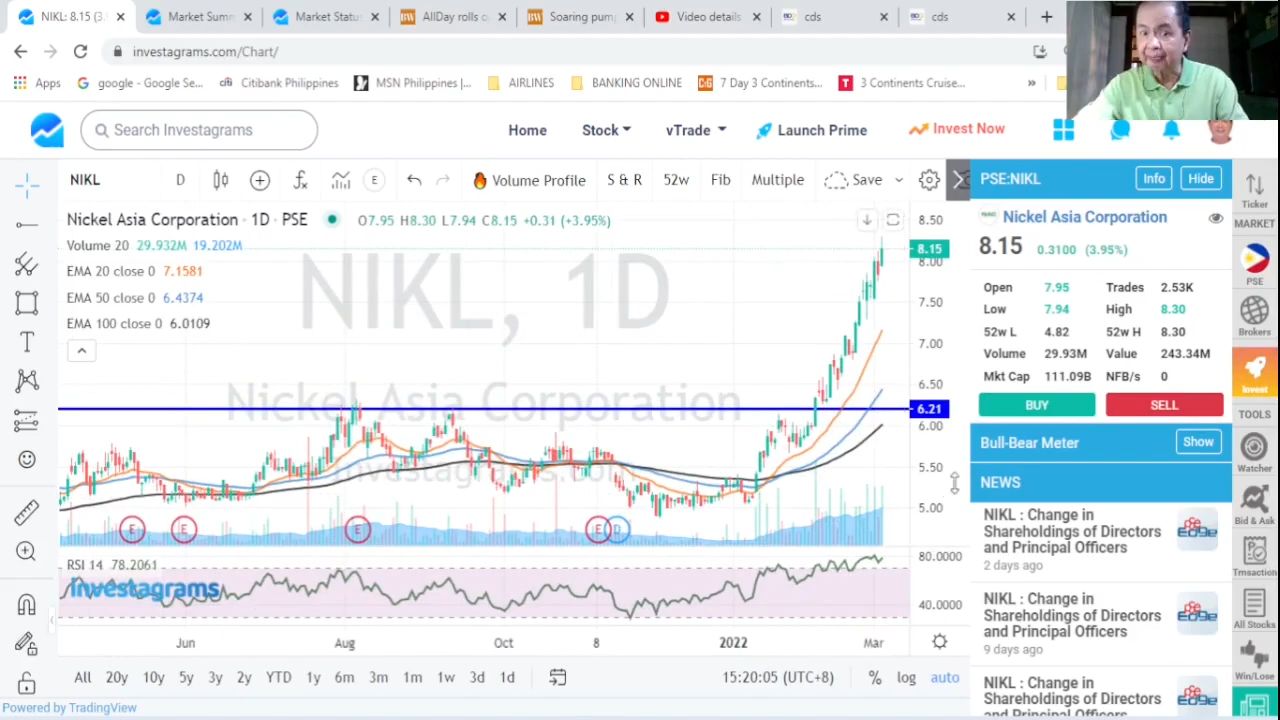 NIKL: 8.15 (3.
Market Summ
Market Statu
AllDay rolls o
Soaring pum
Video details
cds
cds
investagrams.com/Chart/
Apps
google - Google Se...
Citibank Philippines
MSN Philippines |...
AIRLINES
BANKING ONLINE
7 Day 3 Continents...
3 Continents Cruise...
»
Search Investagrams
Home
Stock
vTrade
Launch Prime
Invest Now
NIKL
D
E
Volume Profile
S & R
52w
Fib
Multiple
Save
Nickel Asia Corporation · 1D · PSE
O7.95 H8.30 L7.94 C8.15 +0.31 (+3.95%)
Volume 20 29.932M 19.202M
EMA 20 close 0 7.1581
EMA 50 close 0 6.4374
EMA 100 close 0 6.0109
NIKL, 1D
Nickel Asia Corporation
8.50
8.15
8.00
7.50
7.00
6.50
6.21
6.00
5.50
5.00
E
E
E
E
D
RSI 14 78.2061
Investagrams
80.0000
40.0000
Jun
Aug
Oct
8
2022
Mar
All
20y
10y
5y
3y
2y
YTD
1y
6m
3m
1m
1w
3d
1d
15:20:05 (UTC+8)
%
log
auto
Powered by TradingView
PSE:NIKL
Info
Hide
Nickel Asia Corporation
8.15 0.3100 (3.95%)
Open 7.95 Trades 2.53K
Low 7.94 High 8.30
52w L 4.82 52w H 8.30
Volume 29.93M Value 243.34M
Mkt Cap 111.09B NFB/s 0
BUY
SELL
Bull-Bear Meter
Show
NEWS
NIKL : Change in
Shareholdings of Directors
and Principal Officers
2 days ago
NIKL : Change in
Shareholdings of Directors
and Principal Officers
9 days ago
NIKL : Change in
Shareholdings of Directors
and Principal Officers
Ticker
MARKET
PSE
Brokers
Invest
TOOLS
Watcher
Bid & Ask
Trnsaction
All Stocks
Win/Lose